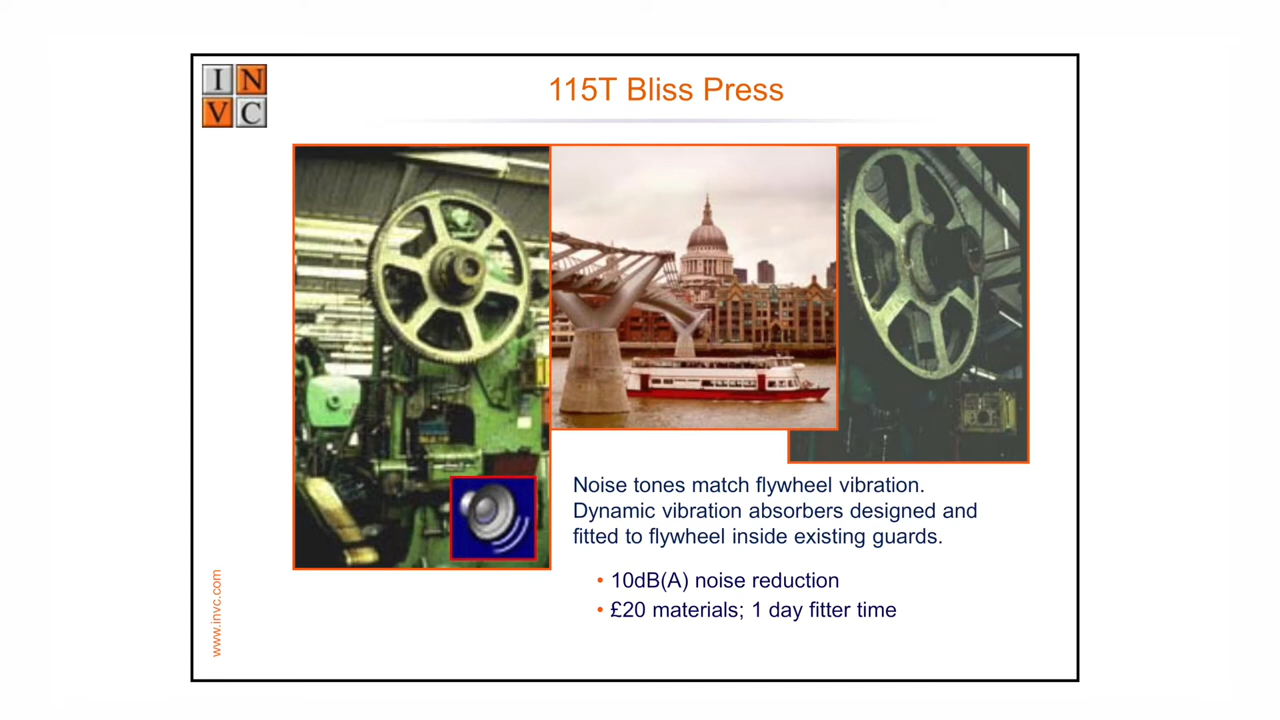 I N
V C
115T Bliss Press
Noise tones match flywheel vibration.
Dynamic vibration absorbers designed and
fitted to flywheel inside existing guards.
• 10dB(A) noise reduction
• £20 materials; 1 day fitter time
www.invc.com